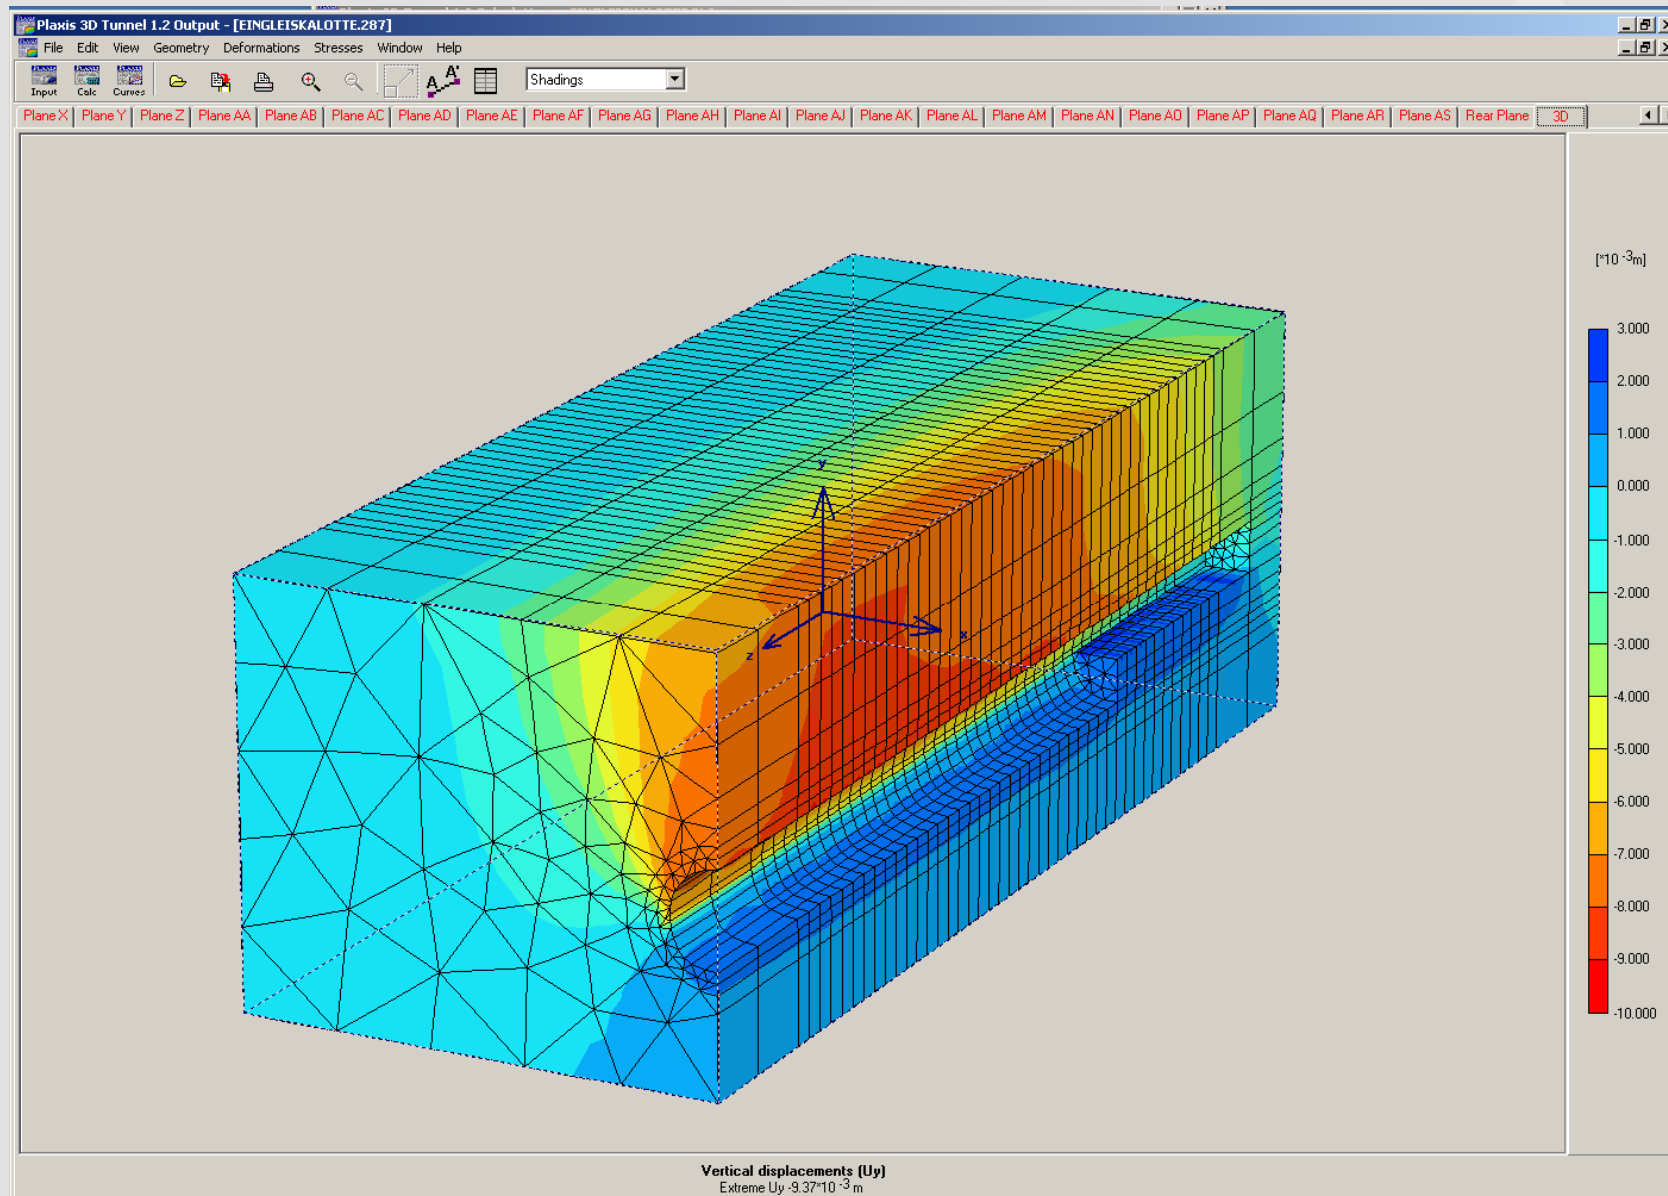 Plaxis 3D Tunnel 1.2 Output - [EINGLEISKALOTTE.287]
File Edit View Geometry Deformations Stresses Window Help
Input Calc Curves A A' Shadings
Plane X Plane Y Plane Z Plane AA Plane AB Plane AC Plane AD Plane AE Plane AF Plane AG Plane AH Plane AI Plane AJ Plane AK Plane AL Plane AM Plane AN Plane AO Plane AP Plane AQ Plane AR Plane AS Rear Plane 3D
[*10 -3m]
3.000
2.000
1.000
0.000
-1.000
-2.000
-3.000
-4.000
-5.000
-6.000
-7.000
-8.000
-9.000
-10.000
y
x
z
Vertical displacements (Uy)
Extreme Uy -9.37*10 -3 m